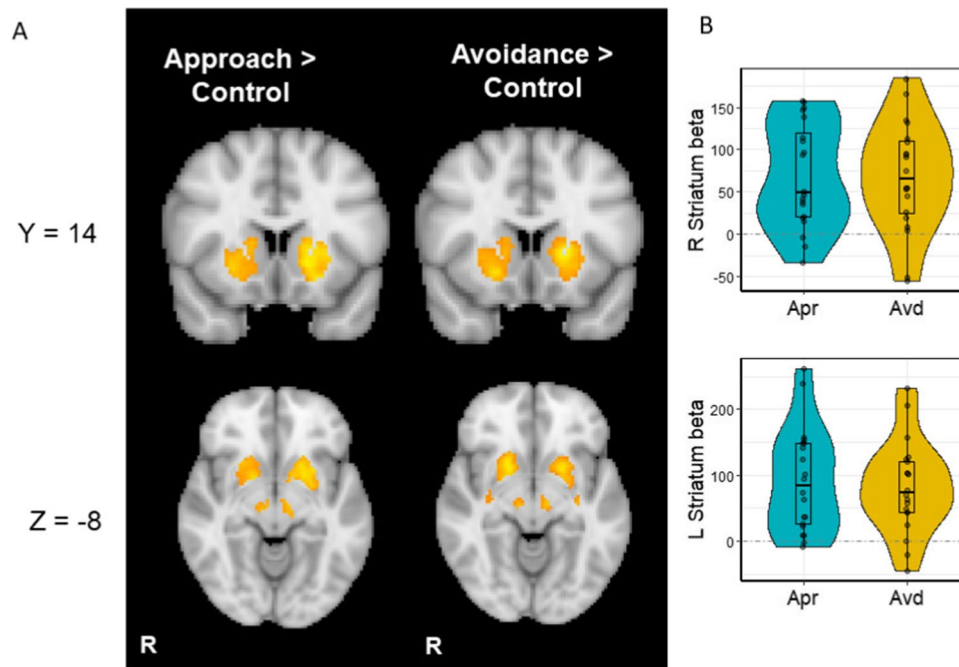 A
Approach >
Control
Avoidance >
Control
Y = 14
Z = -8
R
R
B
R Striatum beta
150
100
50
0
-50
Apr
Avd
L Striatum beta
200
100
0
Apr
Avd